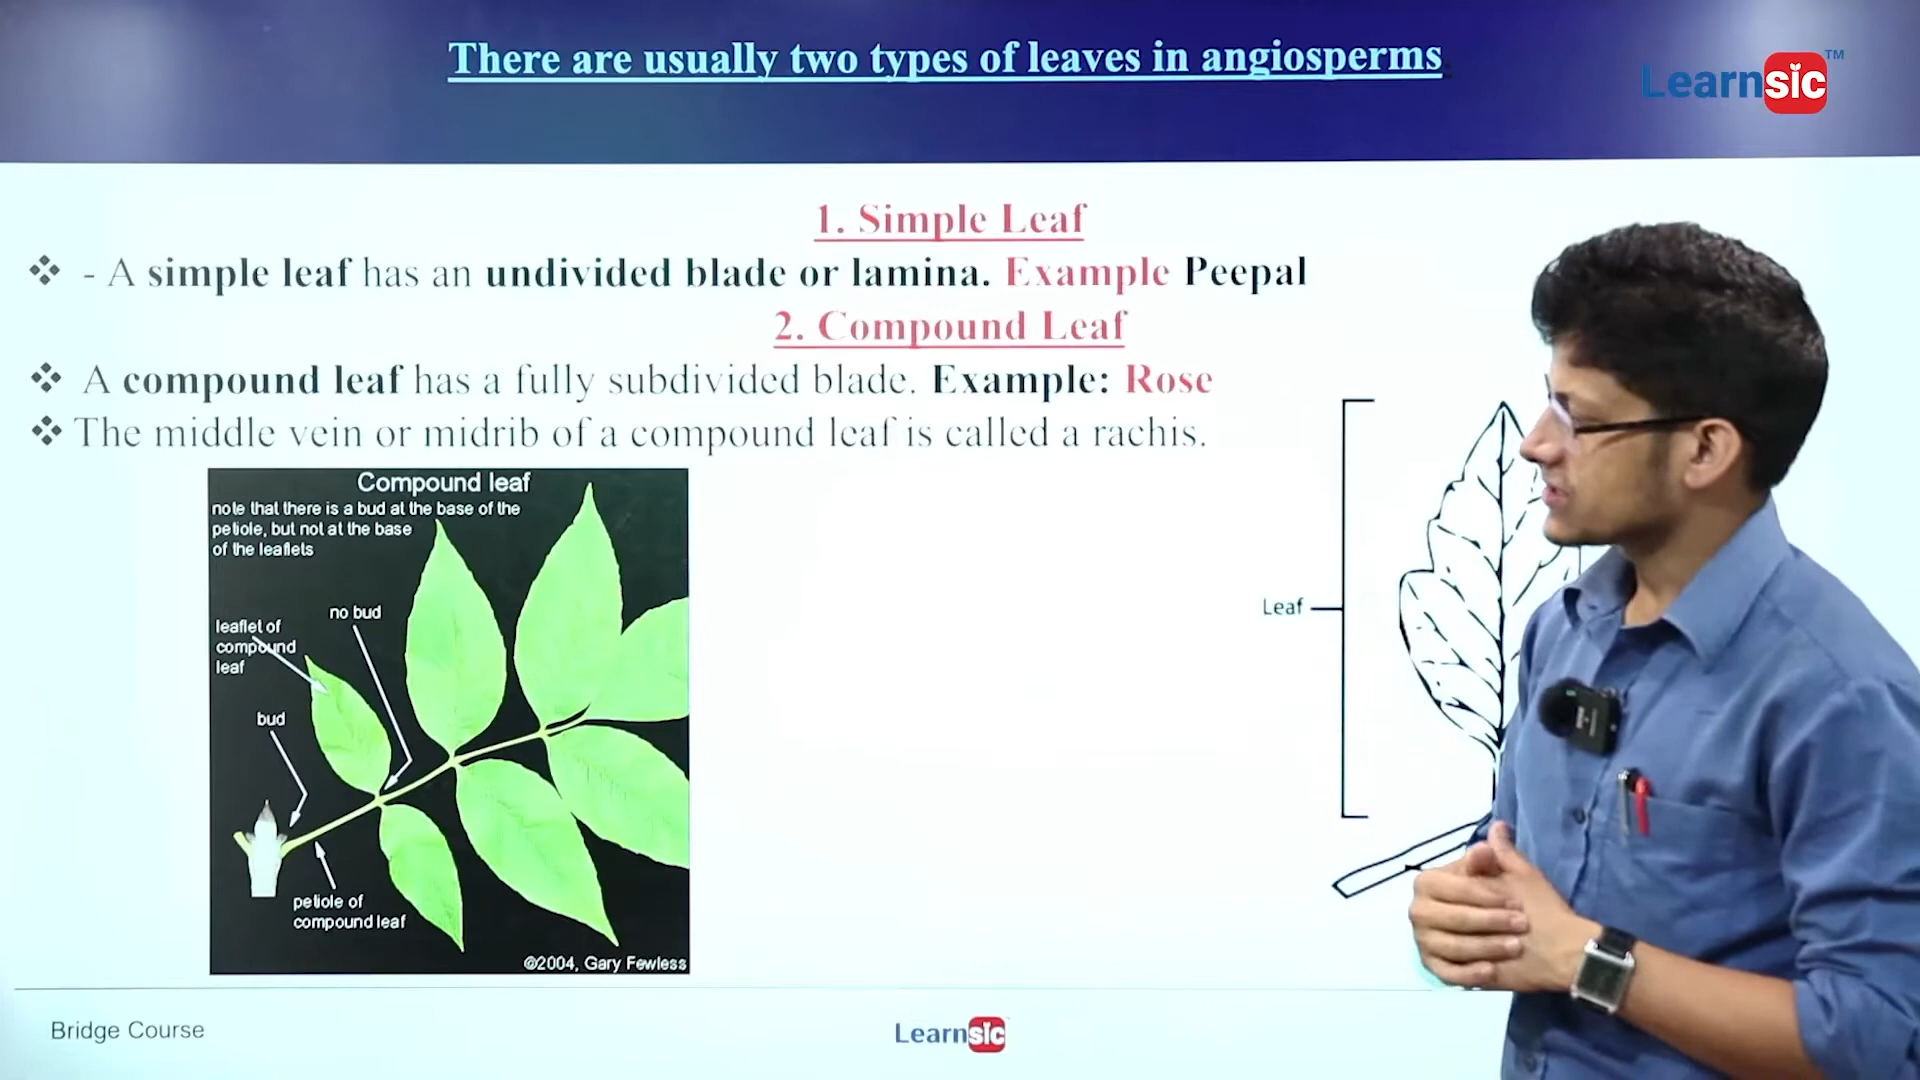 There are usually two types of leaves in angiosperms.
Learnsic™
1. Simple Leaf
❖ - A simple leaf has an undivided blade or lamina. Example Peepal
2. Compound Leaf
❖ A compound leaf has a fully subdivided blade. Example: Rose
❖ The middle vein or midrib of a compound leaf is called a rachis.
Compound leaf
note that there is a bud at the base of the
petiole, but not at the base
of the leaflets
no bud
leaflet of
compound
leaf
bud
petiole of
compound leaf
©2004, Gary Fewless
Leaf
Bridge Course
Learnsic